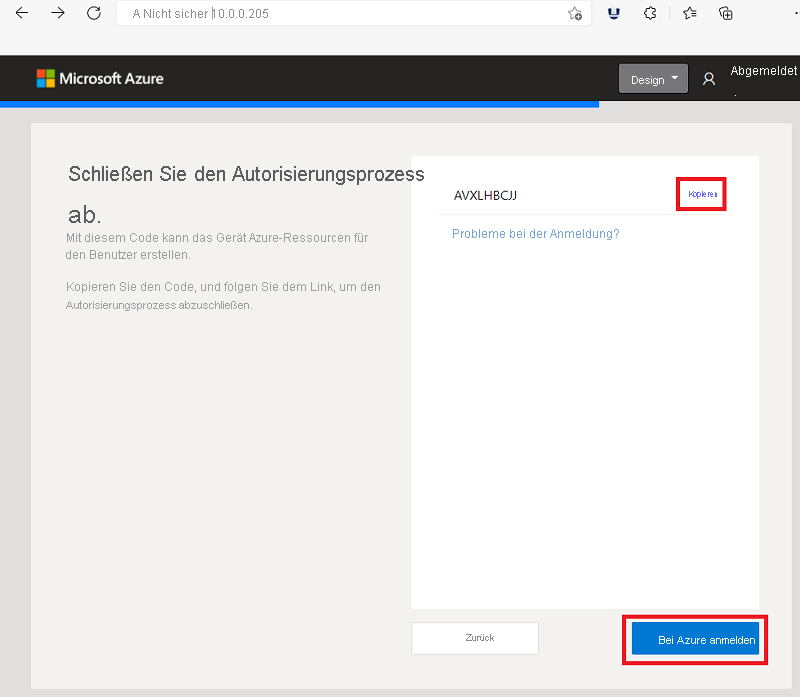 A Nicht sicher 10.0.0.205
Microsoft Azure
Design
Abgemeldet
.
Schließen Sie den Autorisierungsprozess
ab.
Mit diesem Code kann das Gerät Azure-Ressourcen für
den Benutzer erstellen.
Kopieren Sie den Code, und folgen Sie dem Link, um den
Autorisierungsprozess abzuschließen.
AVXLHBCJJ
Kopieren
Probleme bei der Anmeldung?
Zurück
Bei Azure anmelden